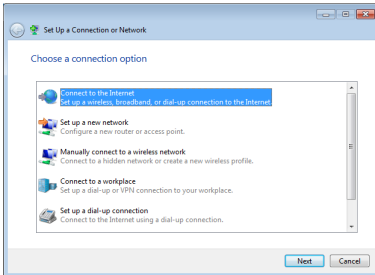 Set Up a Connection or Network
Choose a connection option
Connect to the Internet
Set up a wireless, broadband, or dial-up connection to the Internet.
Set up a new network
Configure a new router or access point.
Manually connect to a wireless network
Connect to a hidden network or create a new wireless profile.
Connect to a workplace
Set up a dial-up or VPN connection to your workplace.
Set up a dial-up connection
Connect to the Internet using a dial-up connection.
Next Cancel